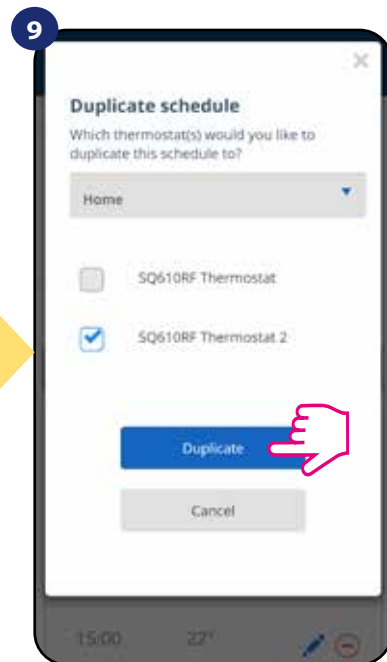 9
Duplicate schedule
Which thermostat(s) would you like to
duplicate this schedule to?
Home
SQ610RF Thermostat
SQ610RF Thermostat 2
Duplicate
Cancel
15:00 22°